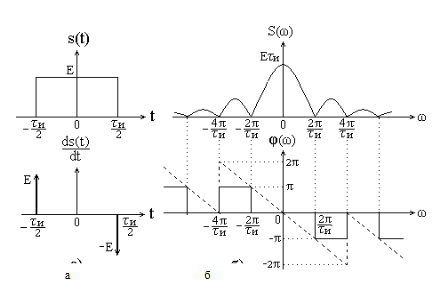 s(t)
E
-τи/2 0 τи/2 t
ds(t)/dt
E
-τи/2 0 τи/2 t
-E
а
S(ω)
Eτи
-4π/τи -2π/τи 0 2π/τи 4π/τи ω
φ(ω)
2π
π
-4π/τи -2π/τи 0 2π/τи ω
-π
-2π
б